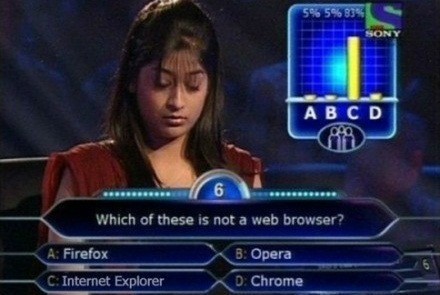 5% 5% 83%
SONY
A B C D
6
Which of these is not a web browser?
A: Firefox
B: Opera
C: Internet Explorer
D: Chrome
6